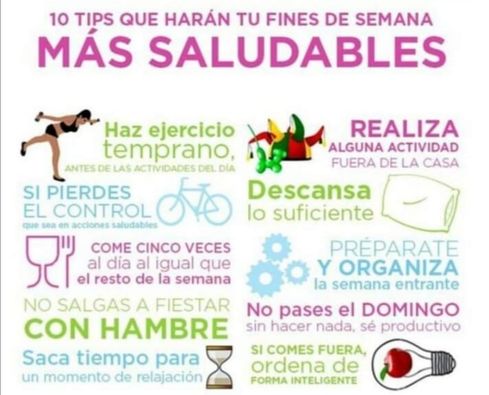 10 TIPS QUE HARÁN TU FINES DE SEMANA
MÁS SALUDABLES
Haz ejercicio
temprano,
ANTES DE LAS ACTIVIDADES DEL DÍA
REALIZA
ALGUNA ACTIVIDAD
FUERA DE LA CASA
SI PIERDES
EL CONTROL
que sea en acciones saludables
Descansa
lo suficiente
COME CINCO VECES
al día al igual que
el resto de la semana
PRÉPARATE
Y ORGANIZA
la semana entrante
NO SALGAS A FIESTAR
CON HAMBRE
No pases el DOMINGO
sin hacer nada, sé productivo
Saca tiempo para
un momento de relajación
SI COMES FUERA,
ordena de
FORMA INTELIGENTE